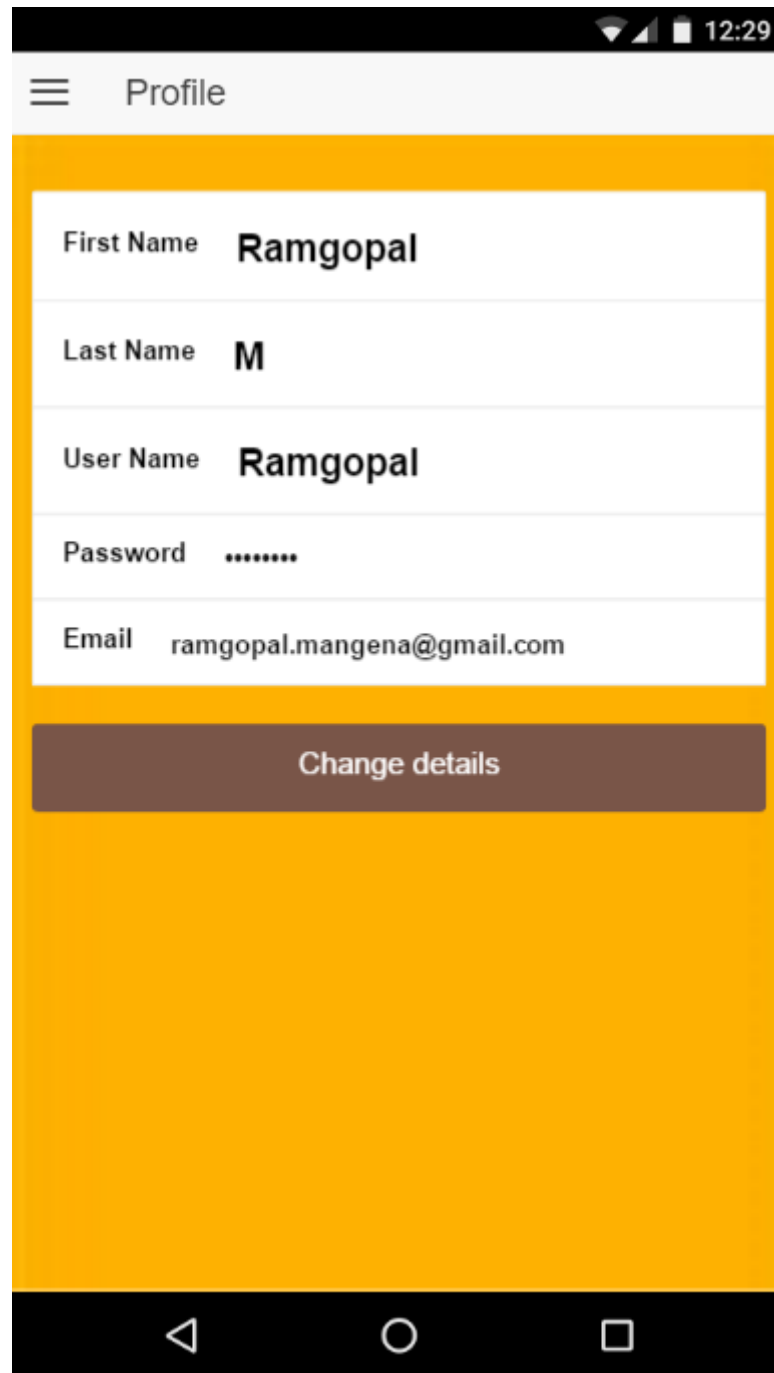 12:29
Profile
First Name Ramgopal
Last Name M
User Name Ramgopal
Password ••••••••
Email ramgopal.mangena@gmail.com
Change details